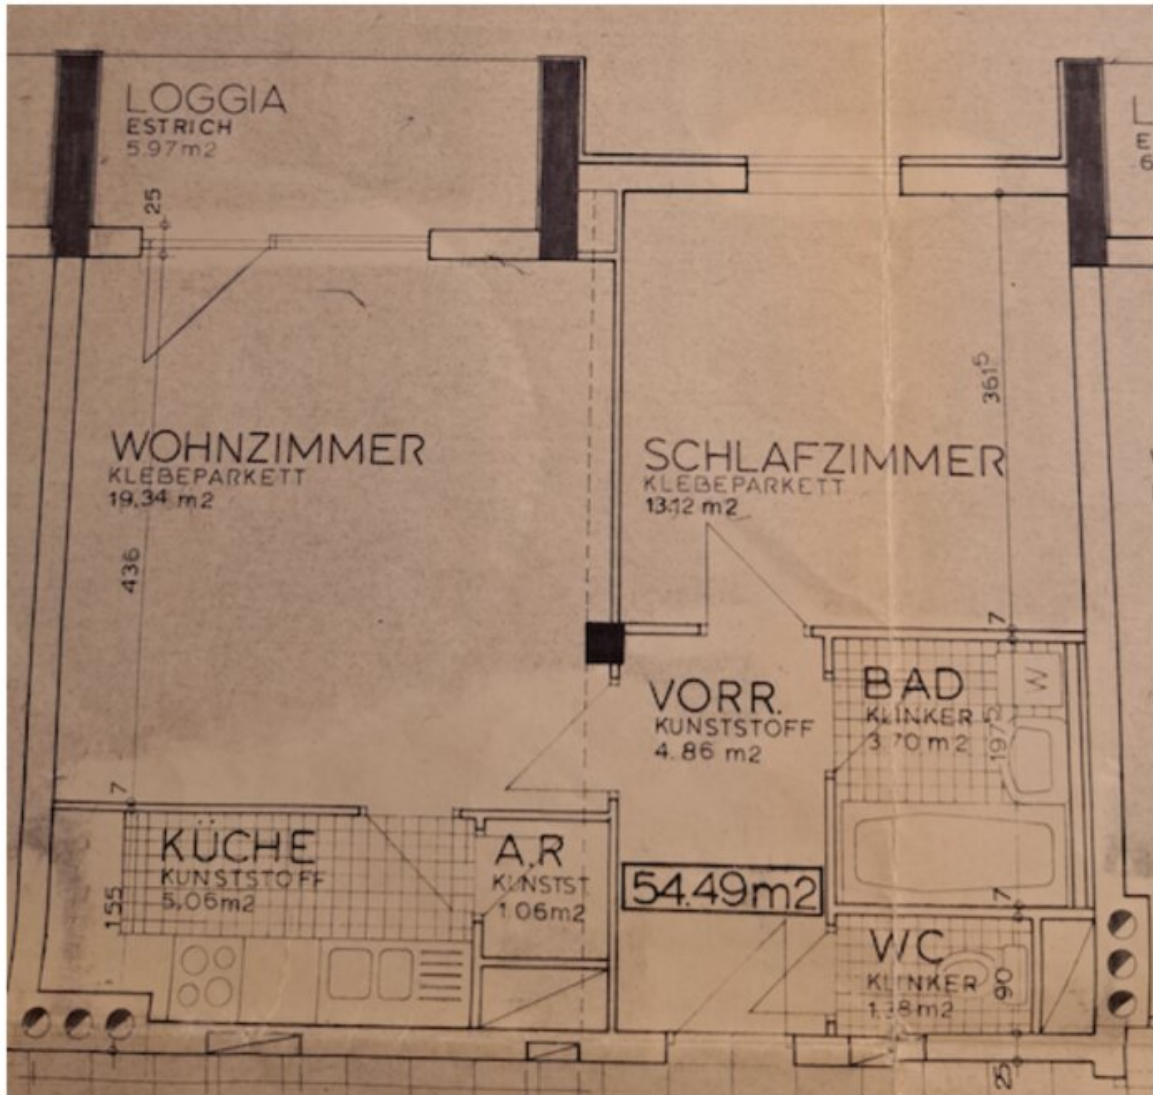 LOGGIA
ESTRICH
5.97m2
25
WOHNZIMMER
KLEBEPARKETT
19.34 m2
436
SCHLAFZIMMER
KLEBEPARKETT
13.12 m2
361⁵
7
VORR.
KUNSTSTOFF
4.86 m2
BAD
KLINKER
3.70 m2
W
197⁵
7
KÜCHE
KUNSTSTOFF
5.06m2
155
A.R
KUNSTST.
1.06m2
54.49m2
7
WC
KLINKER
1.38m2
90
25
L
E
6